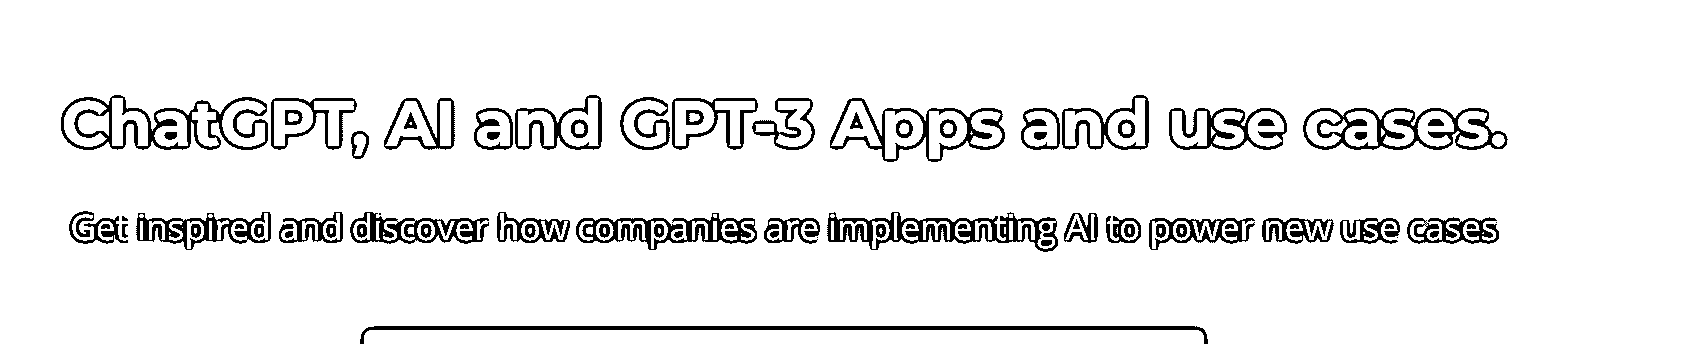 ChatGPT, AI and GPT-3 Apps and use cases.
Get inspired and discover how companies are implementing AI to power new use cases